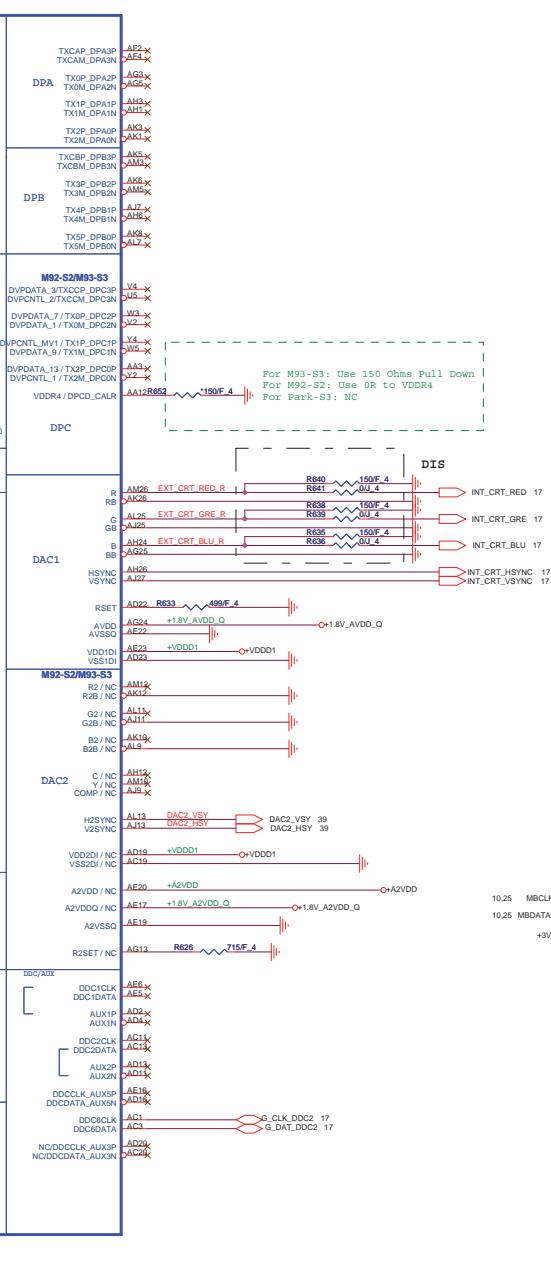 TXCAP_DPA3P AF2
TXCAM_DPA3N AF4
DPA TX0P_DPA2P AG3
TX0M_DPA2N AG5
TX1P_DPA1P AH3
TX1M_DPA1N AH1
TX2P_DPA0P AK3
TX2M_DPA0N AK1
TXCBP_DPB3P AK5
TXCBM_DPB3N AM3
DPB TX3P_DPB2P AK6
TX3M_DPB2N AM5
TX4P_DPB1P AJ7
TX4M_DPB1N AH6
TX5P_DPB0P AK8
TX5M_DPB0N AL7
M92-S2/M93-S3
DVPDATA_3/TXCCP_DPC3P V4
DVPCNTL_2/TXCCM_DPC3N U5
DVPDATA_7 / TX0P_DPC2P W3
DVPDATA_1 / TX0M_DPC2N V2
DVPCNTL_MV1 / TX1P_DPC1P Y4
DVPDATA_9 / TX1M_DPC1N W5
DVPDATA_13 / TX2P_DPC0P AA3
DVPCNTL_1 / TX2M_DPC0N Y2
VDDR4 / DPCD_CALR AA12 R652 *150/F_4
For M93-S3: Use 150 Ohms Pull Down
For M92-S2: Use 0R to VDDR4
For Park-S3: NC
DPC
DIS
R640 150/F_4
R AM26 EXT_CRT_RED_R R641 0/J_4 INT_CRT_RED 17
RB AK26
R638 150/F_4
G AL25 EXT_CRT_GRE_R R639 0/J_4 INT_CRT_GRE 17
GB AJ25
R635 150/F_4
B AH24 EXT_CRT_BLU_R R636 0/J_4 INT_CRT_BLU 17
BB AG25
DAC1
HSYNC AH26 INT_CRT_HSYNC 17
VSYNC AJ27 INT_CRT_VSYNC 17
RSET AD22 R633 499/F_4
AVDD AG24 +1.8V_AVDD_Q +1.8V_AVDD_Q
AVSSQ AE22
VDD1DI AE23 +VDDD1 +VDDD1
VSS1DI AD23
M92-S2/M93-S3
R2 / NC AM12
R2B / NC AK12
G2 / NC AL11
G2B / NC AJ11
B2 / NC AK10
B2B / NC AL9
DAC2 C / NC AH12
Y / NC AM10
COMP / NC AJ9
H2SYNC AL13 DAC2_VSY DAC2_VSY 39
V2SYNC AJ13 DAC2_HSY DAC2_HSY 39
VDD2DI / NC AD19 +VDDD1 +VDDD1
VSS2DI / NC AC19
A2VDD / NC AE20 +A2VDD +A2VDD
A2VDDQ / NC AE17 +1.8V_A2VDD_Q +1.8V_A2VDD_Q
A2VSSQ AE19
10,25 MBCLK
10,25 MBDATA
+3V
R2SET / NC AG13 R626 715/F_4
DDC/AUX
DDC1CLK AE6
DDC1DATA AE5
AUX1P AD2
AUX1N AD4
DDC2CLK AC11
DDC2DATA AC13
AUX2P AD13
AUX2N AD11
DDCCLK_AUX5P AE16
DDCDATA_AUX5N AD16
DDC6CLK AC1 G_CLK_DDC2 17
DDC6DATA AC3 G_DAT_DDC2 17
NC/DDCCLK_AUX3P AD20
NC/DDCDATA_AUX3N AC20